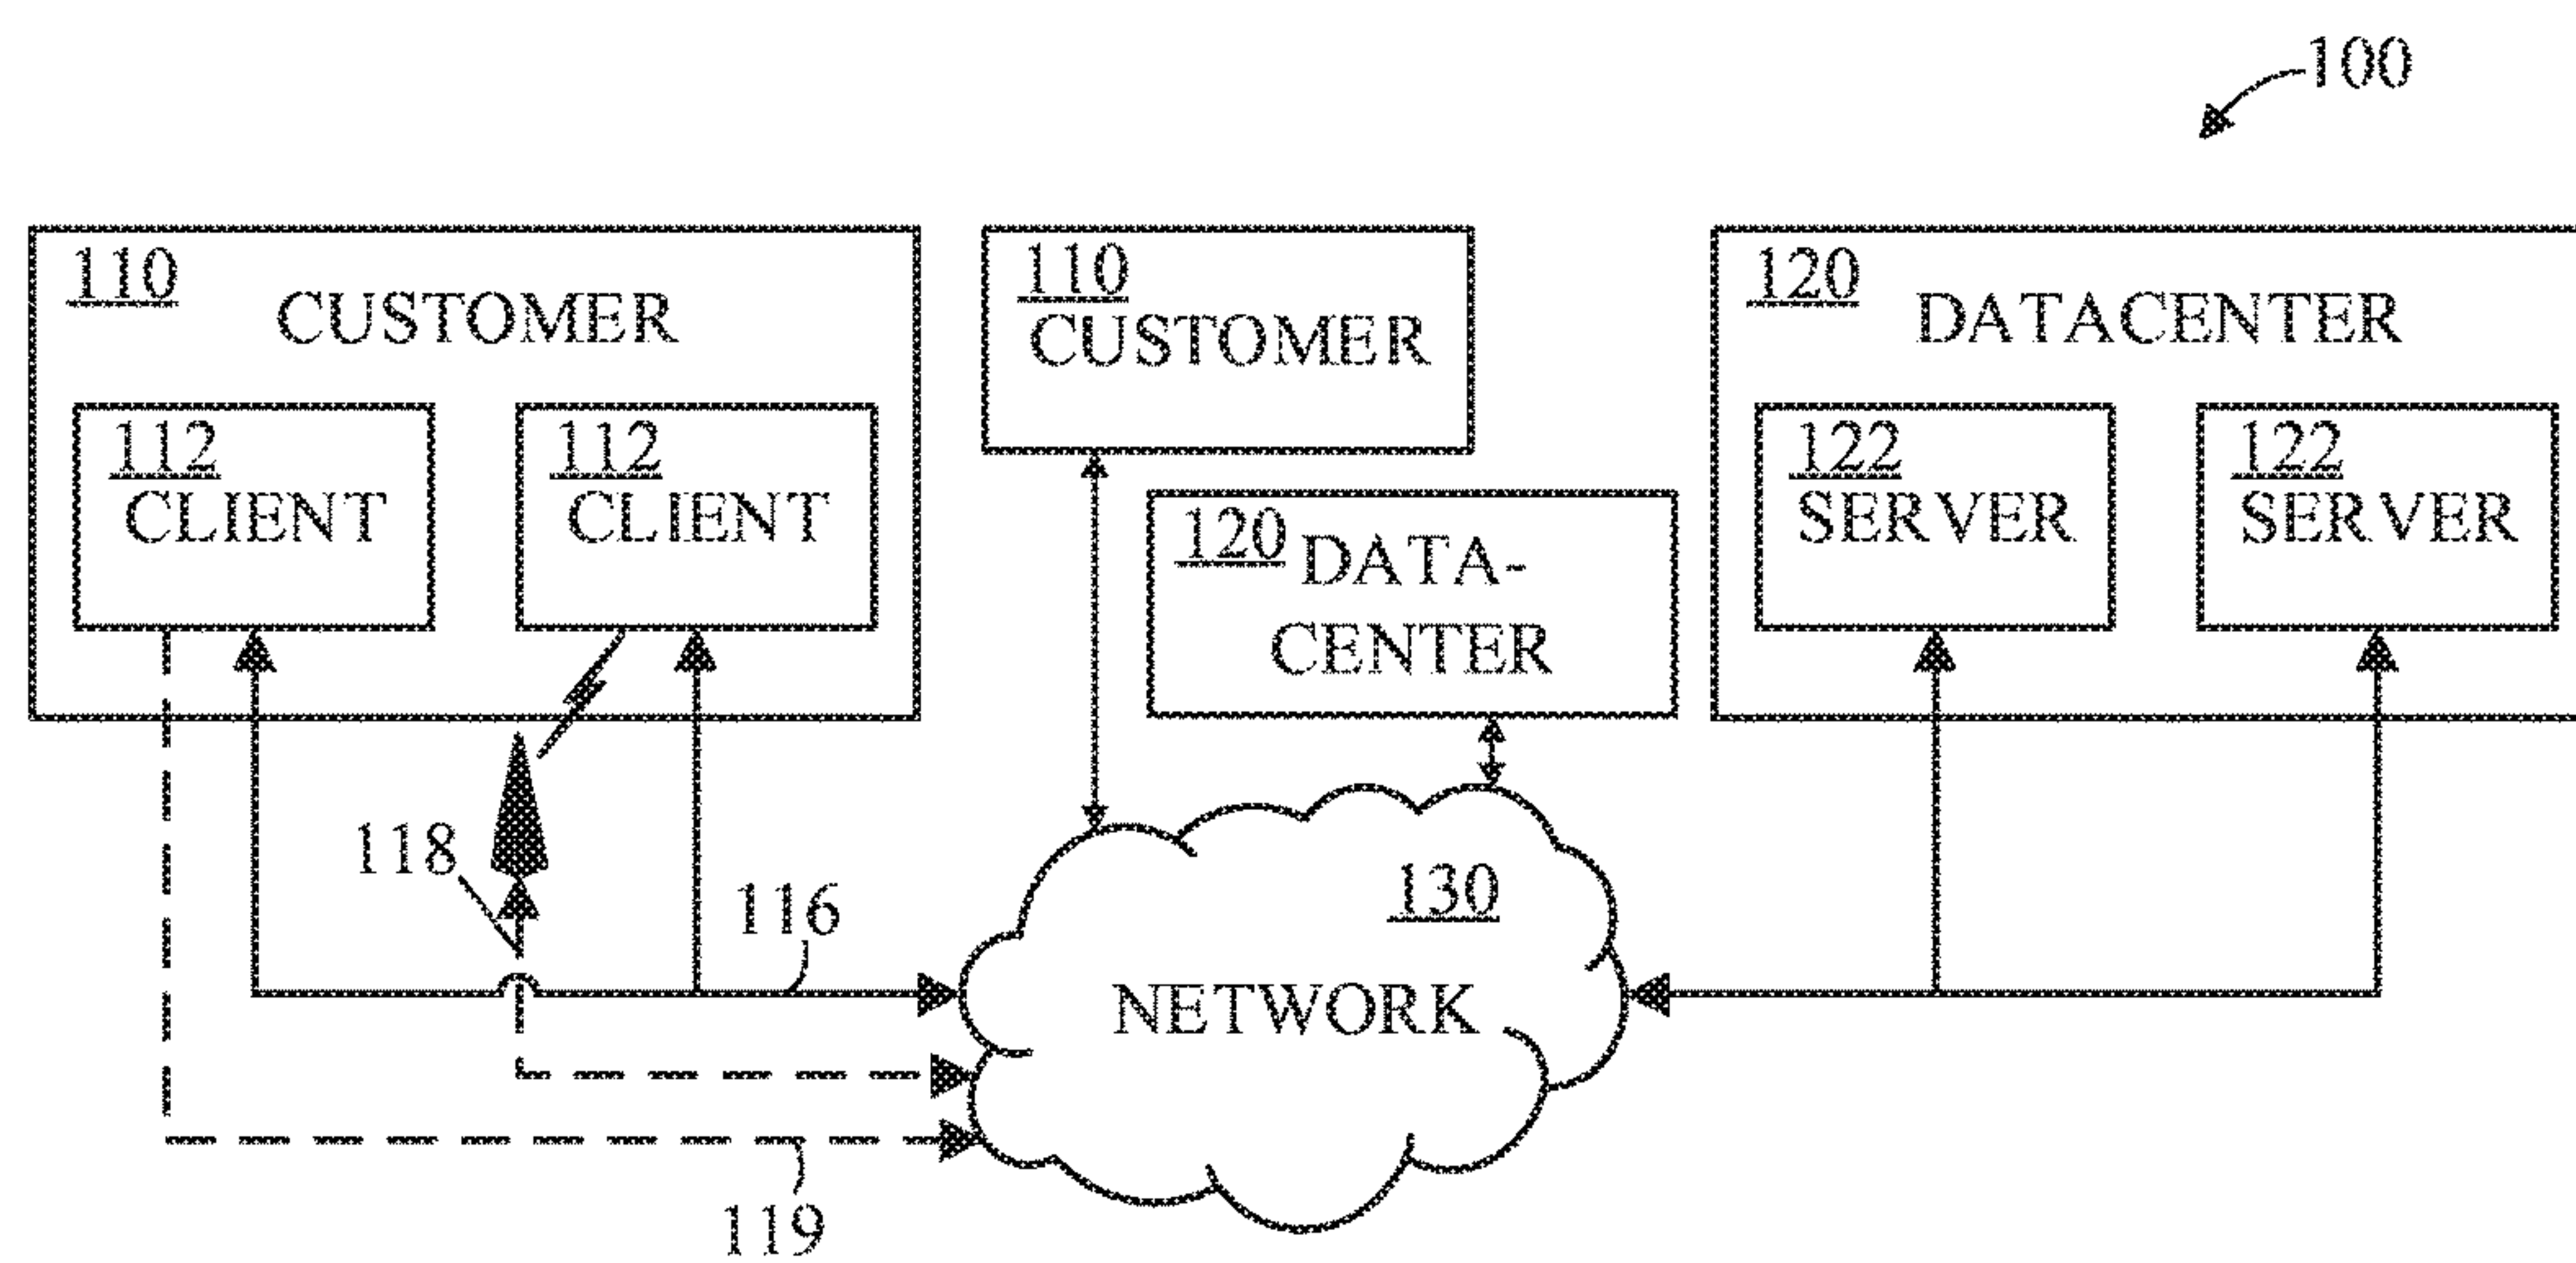 100
110
CUSTOMER
112
CLIENT
112
CLIENT
110
CUSTOMER
120
DATA-
CENTER
120
DATACENTER
122
SERVER
122
SERVER
118
116
130
NETWORK
119